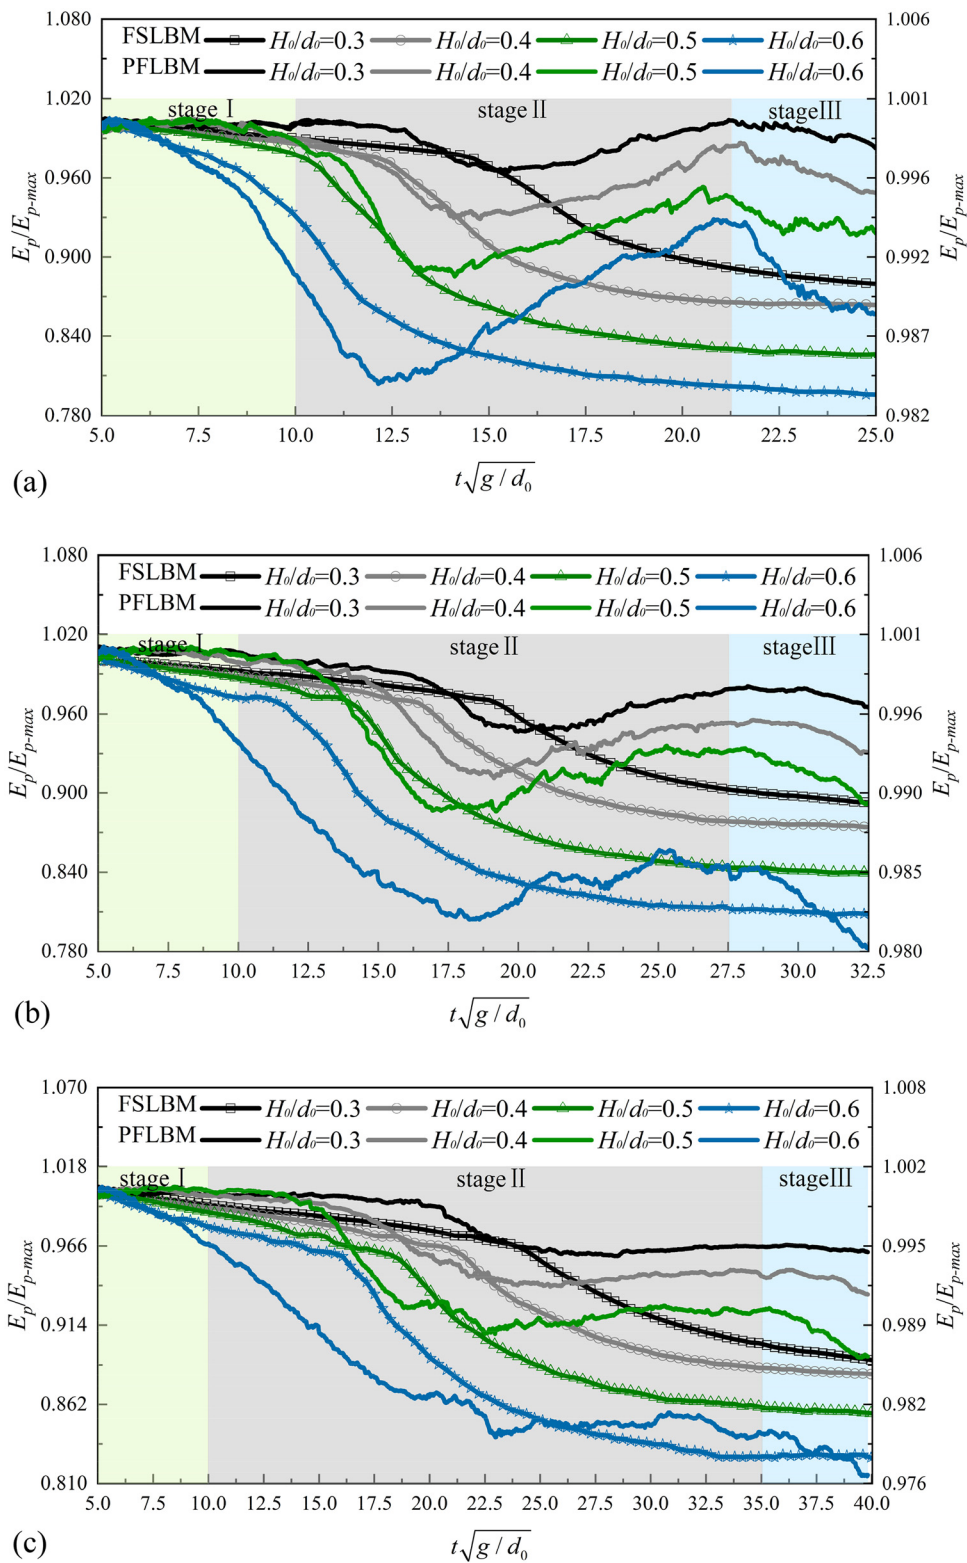 1.080 1.006
FSLBM H₀/d₀=0.3 H₀/d₀=0.4 H₀/d₀=0.5 H₀/d₀=0.6
PFLBM H₀/d₀=0.3 H₀/d₀=0.4 H₀/d₀=0.5 H₀/d₀=0.6
1.020 stage Ⅰ stage Ⅱ stageⅢ 1.001
0.960 0.996
Ep/Ep-max Ep/Ep-max
0.900 0.992
0.840 0.987
0.780 0.982
5.0 7.5 10.0 12.5 15.0 17.5 20.0 22.5 25.0
(a) t√g/d₀
1.080 1.006
FSLBM H₀/d₀=0.3 H₀/d₀=0.4 H₀/d₀=0.5 H₀/d₀=0.6
PFLBM H₀/d₀=0.3 H₀/d₀=0.4 H₀/d₀=0.5 H₀/d₀=0.6
1.020 stage Ⅰ stage Ⅱ stageⅢ 1.001
0.960 0.996
Ep/Ep-max Ep/Ep-max
0.900 0.990
0.840 0.985
0.780 0.980
5.0 7.5 10.0 12.5 15.0 17.5 20.0 22.5 25.0 27.5 30.0 32.5
(b) t√g/d₀
1.070 1.008
FSLBM H₀/d₀=0.3 H₀/d₀=0.4 H₀/d₀=0.5 H₀/d₀=0.6
PFLBM H₀/d₀=0.3 H₀/d₀=0.4 H₀/d₀=0.5 H₀/d₀=0.6
1.018 stage Ⅰ stage Ⅱ stageⅢ 1.002
0.966 0.995
Ep/Ep-max Ep/Ep-max
0.914 0.989
0.862 0.982
0.810 0.976
5.0 7.5 10.0 12.5 15.0 17.5 20.0 22.5 25.0 27.5 30.0 32.5 35.0 37.5 40.0
(c) t√g/d₀